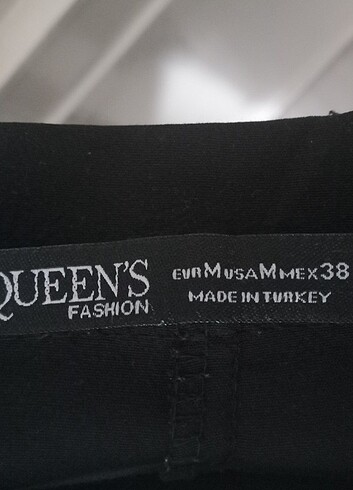 QUEEN'S
FASHION
EUR M USA M MEX 38
MADE IN TURKEY